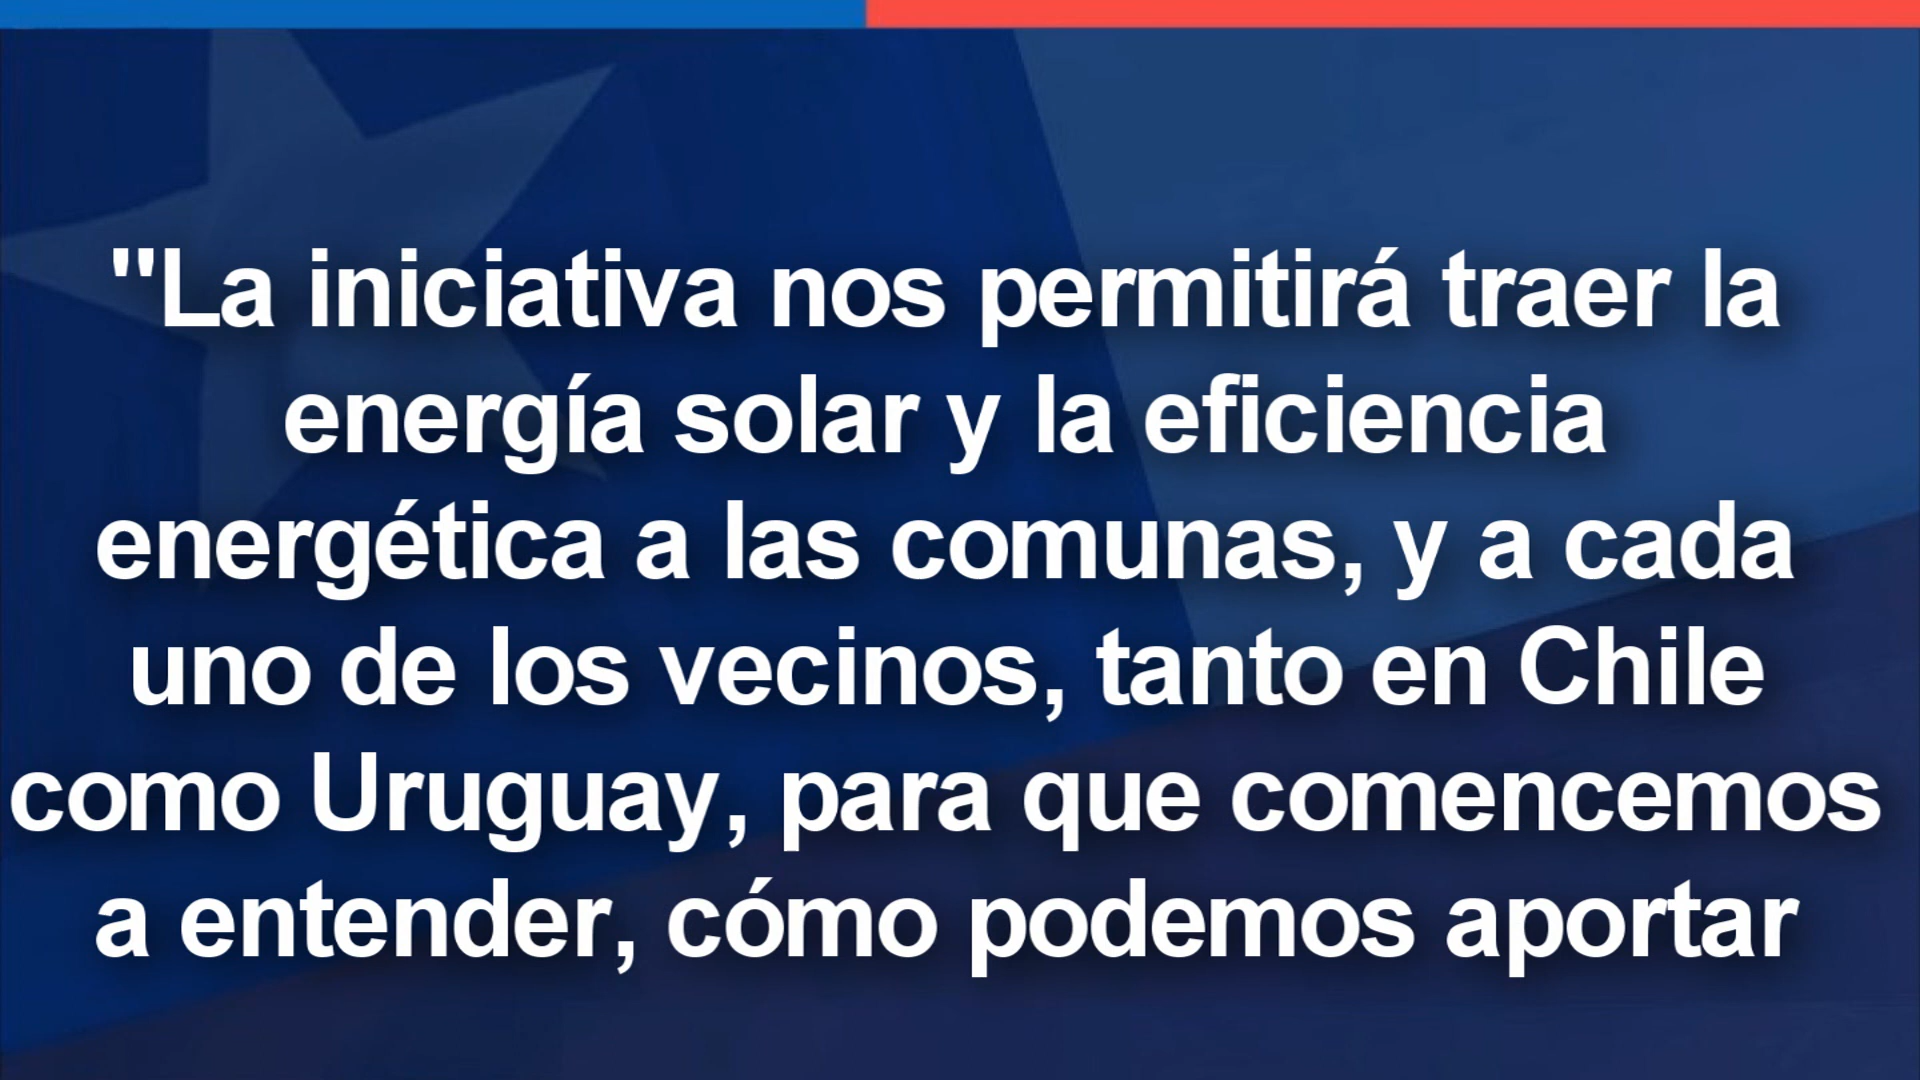 "La iniciativa nos permitirá traer la
energía solar y la eficiencia
energética a las comunas, y a cada
uno de los vecinos, tanto en Chile
como Uruguay, para que comencemos
a entender, cómo podemos aportar